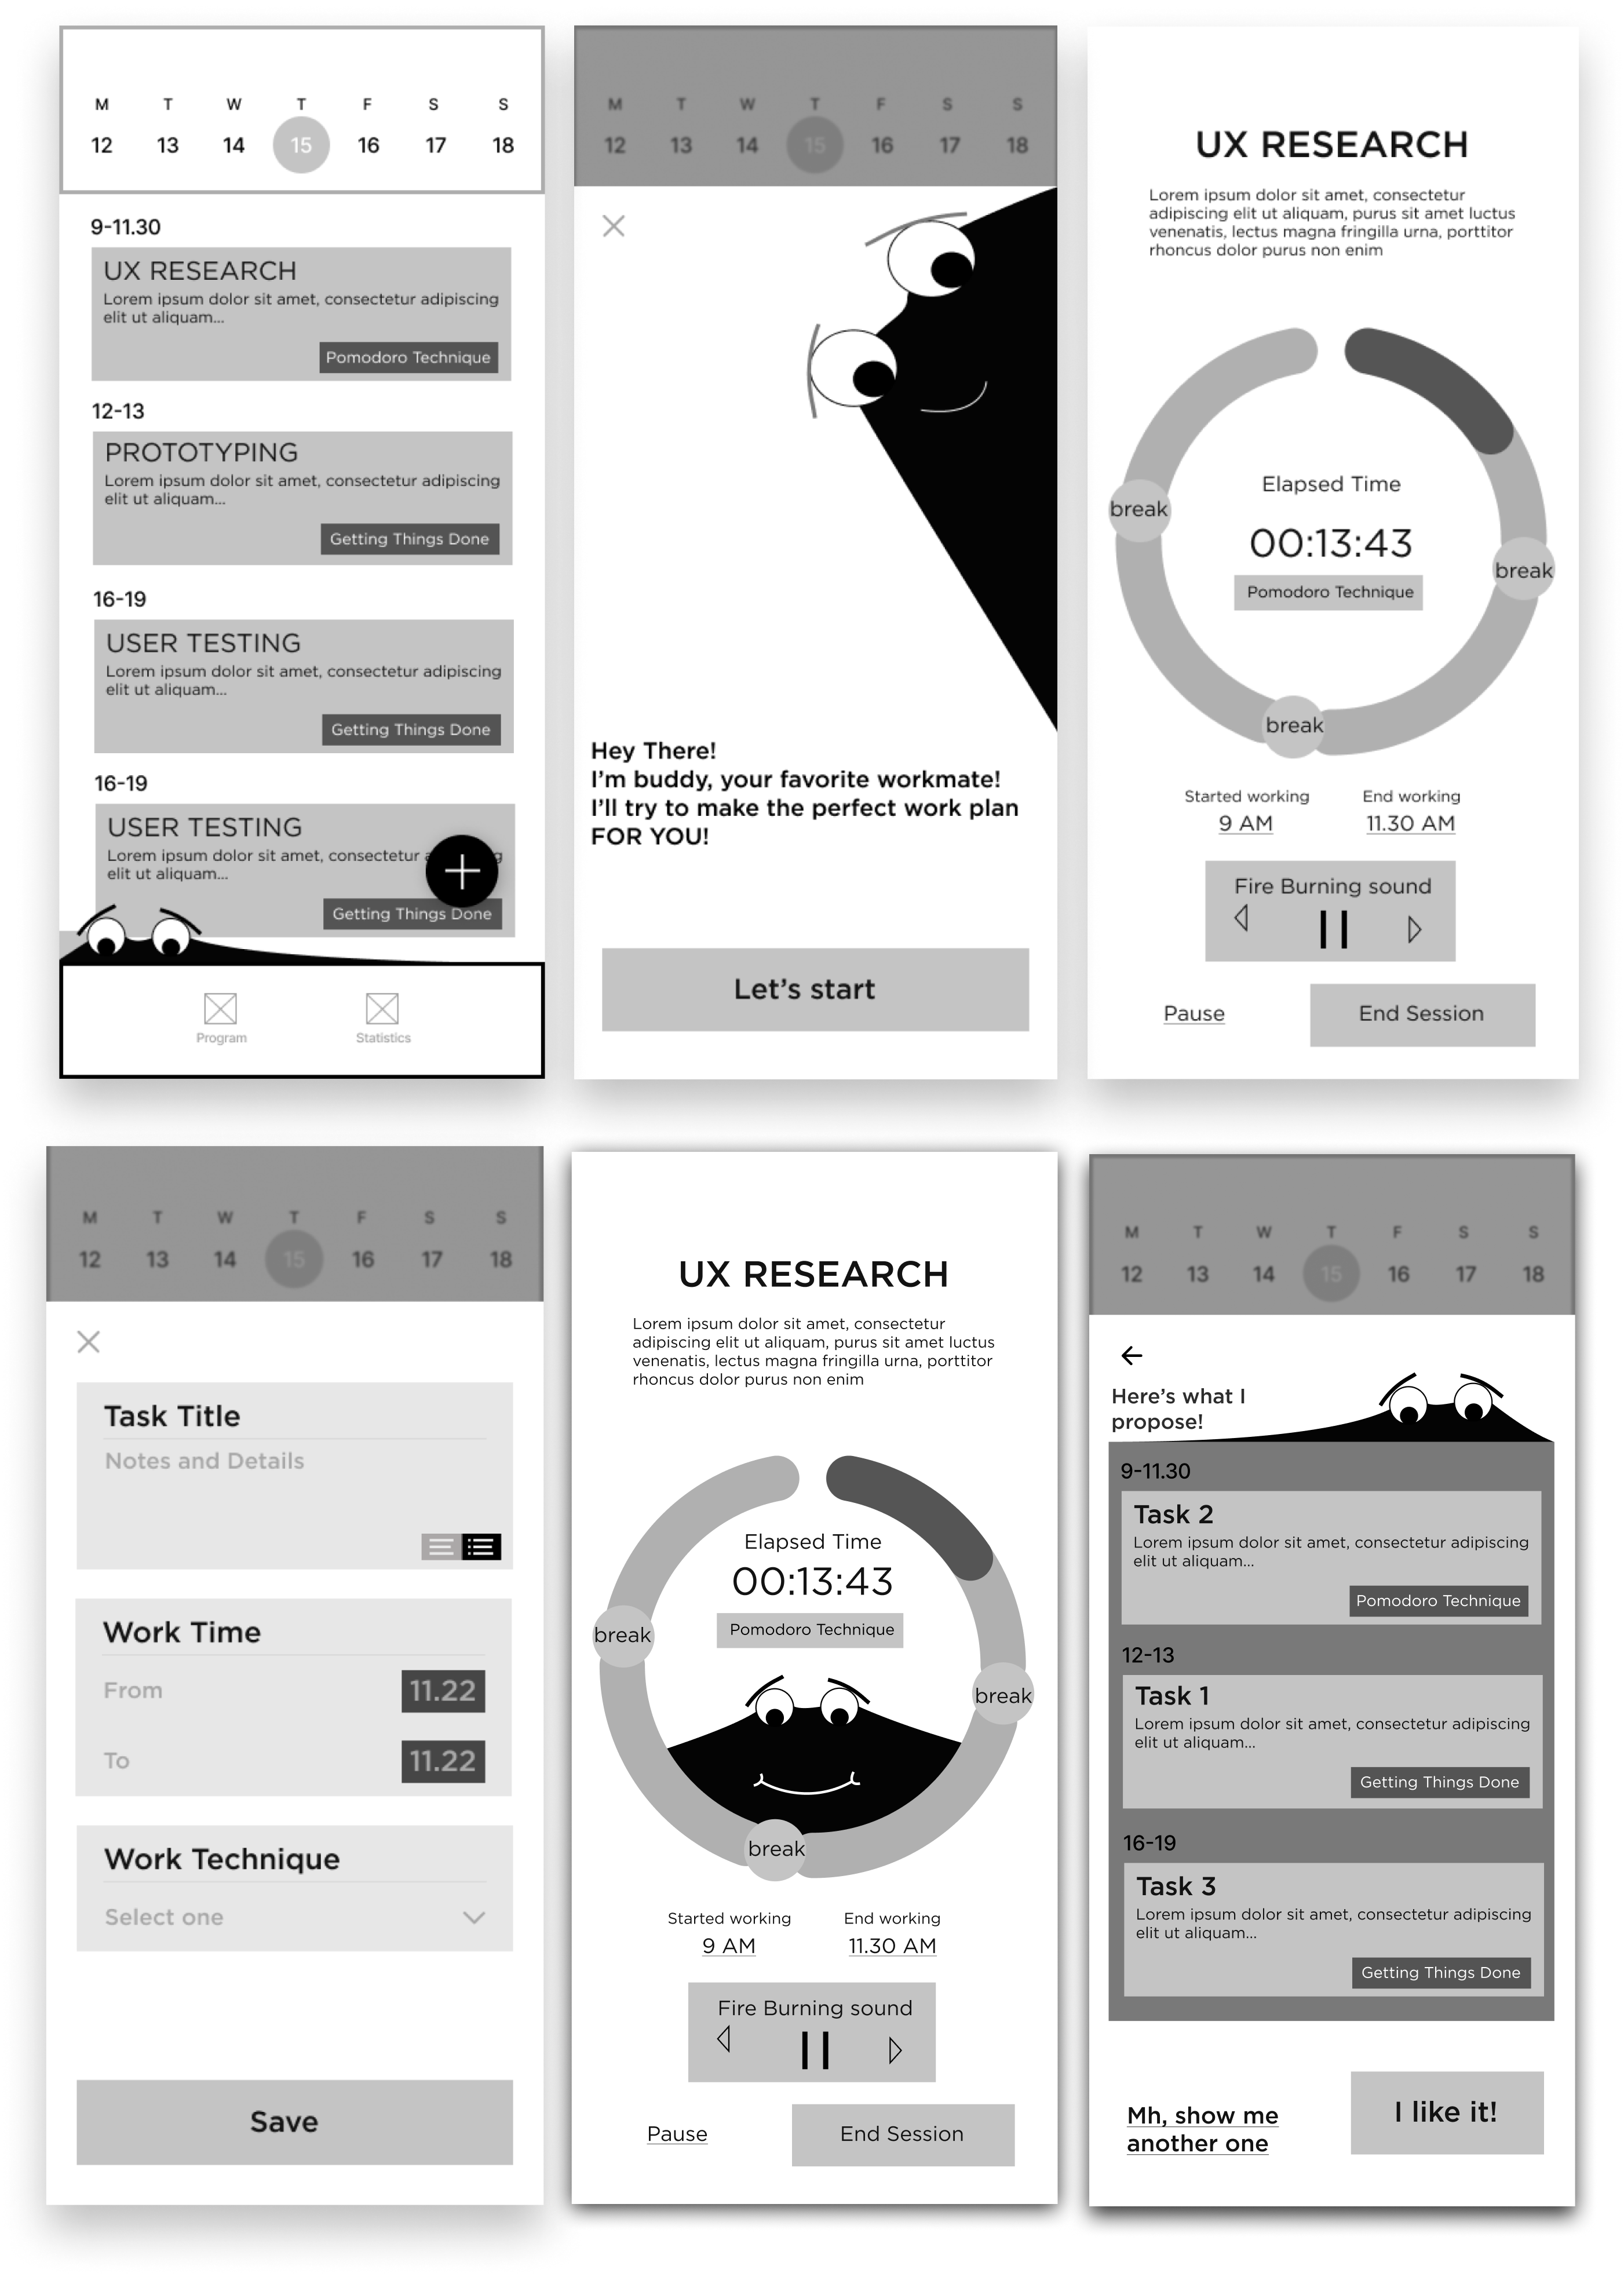 M T W T F S S
12 13 14 15 16 17 18
9-11.30
UX RESEARCH
Lorem ipsum dolor sit amet, consectetur adipiscing
elit ut aliquam...
Pomodoro Technique
12-13
PROTOTYPING
Lorem ipsum dolor sit amet, consectetur adipiscing
elit ut aliquam...
Getting Things Done
16-19
USER TESTING
Lorem ipsum dolor sit amet, consectetur adipiscing
elit ut aliquam...
Getting Things Done
16-19
USER TESTING
Lorem ipsum dolor sit amet, consectetur
elit ut aliquam...
Getting Things Done
Program
Statistics
M T W T F S S
12 13 14 15 16 17 18
Hey There!
I'm buddy, your favorite workmate!
I'll try to make the perfect work plan
FOR YOU!
Let's start
UX RESEARCH
Lorem ipsum dolor sit amet, consectetur
adipiscing elit ut aliquam, purus sit amet luctus
venenatis, lectus magna fringilla urna, porttitor
rhoncus dolor purus non enim
Elapsed Time
break
00:13:43
break
Pomodoro Technique
break
Started working End working
9 AM 11.30 AM
Fire Burning sound
Pause
End Session
M T W T F S S
12 13 14 15 16 17 18
Task Title
Notes and Details
Work Time
From 11.22
To 11.22
Work Technique
Select one
Save
UX RESEARCH
Lorem ipsum dolor sit amet, consectetur
adipiscing elit ut aliquam, purus sit amet luctus
venenatis, lectus magna fringilla urna, porttitor
rhoncus dolor purus non enim
Elapsed Time
00:13:43
Pomodoro Technique
break
break
break
Started working End working
9 AM 11.30 AM
Fire Burning sound
Pause
End Session
M T W T F S S
12 13 14 15 16 17 18
Here's what I
propose!
9-11.30
Task 2
Lorem ipsum dolor sit amet, consectetur adipiscing
elit ut aliquam...
Pomodoro Technique
12-13
Task 1
Lorem ipsum dolor sit amet, consectetur adipiscing
elit ut aliquam...
Getting Things Done
16-19
Task 3
Lorem ipsum dolor sit amet, consectetur adipiscing
elit ut aliquam...
Getting Things Done
Mh, show me
another one
I like it!